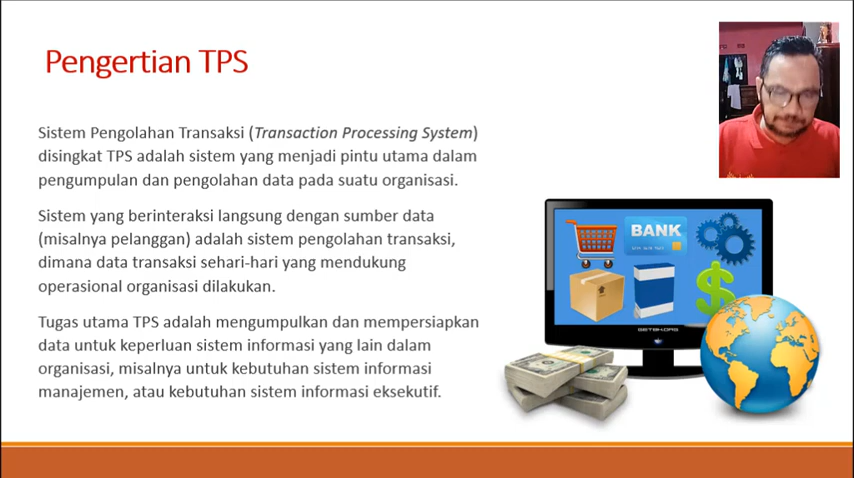 Pengertian TPS
Sistem Pengolahan Transaksi (Transaction Processing System)
disingkat TPS adalah sistem yang menjadi pintu utama dalam
pengumpulan dan pengolahan data pada suatu organisasi.
Sistem yang berinteraksi langsung dengan sumber data
(misalnya pelanggan) adalah sistem pengolahan transaksi,
dimana data transaksi sehari-hari yang mendukung
operasional organisasi dilakukan.
Tugas utama TPS adalah mengumpulkan dan mempersiapkan
data untuk keperluan sistem informasi yang lain dalam
organisasi, misalnya untuk kebutuhan sistem informasi
manajemen, atau kebutuhan sistem informasi eksekutif.
BANK